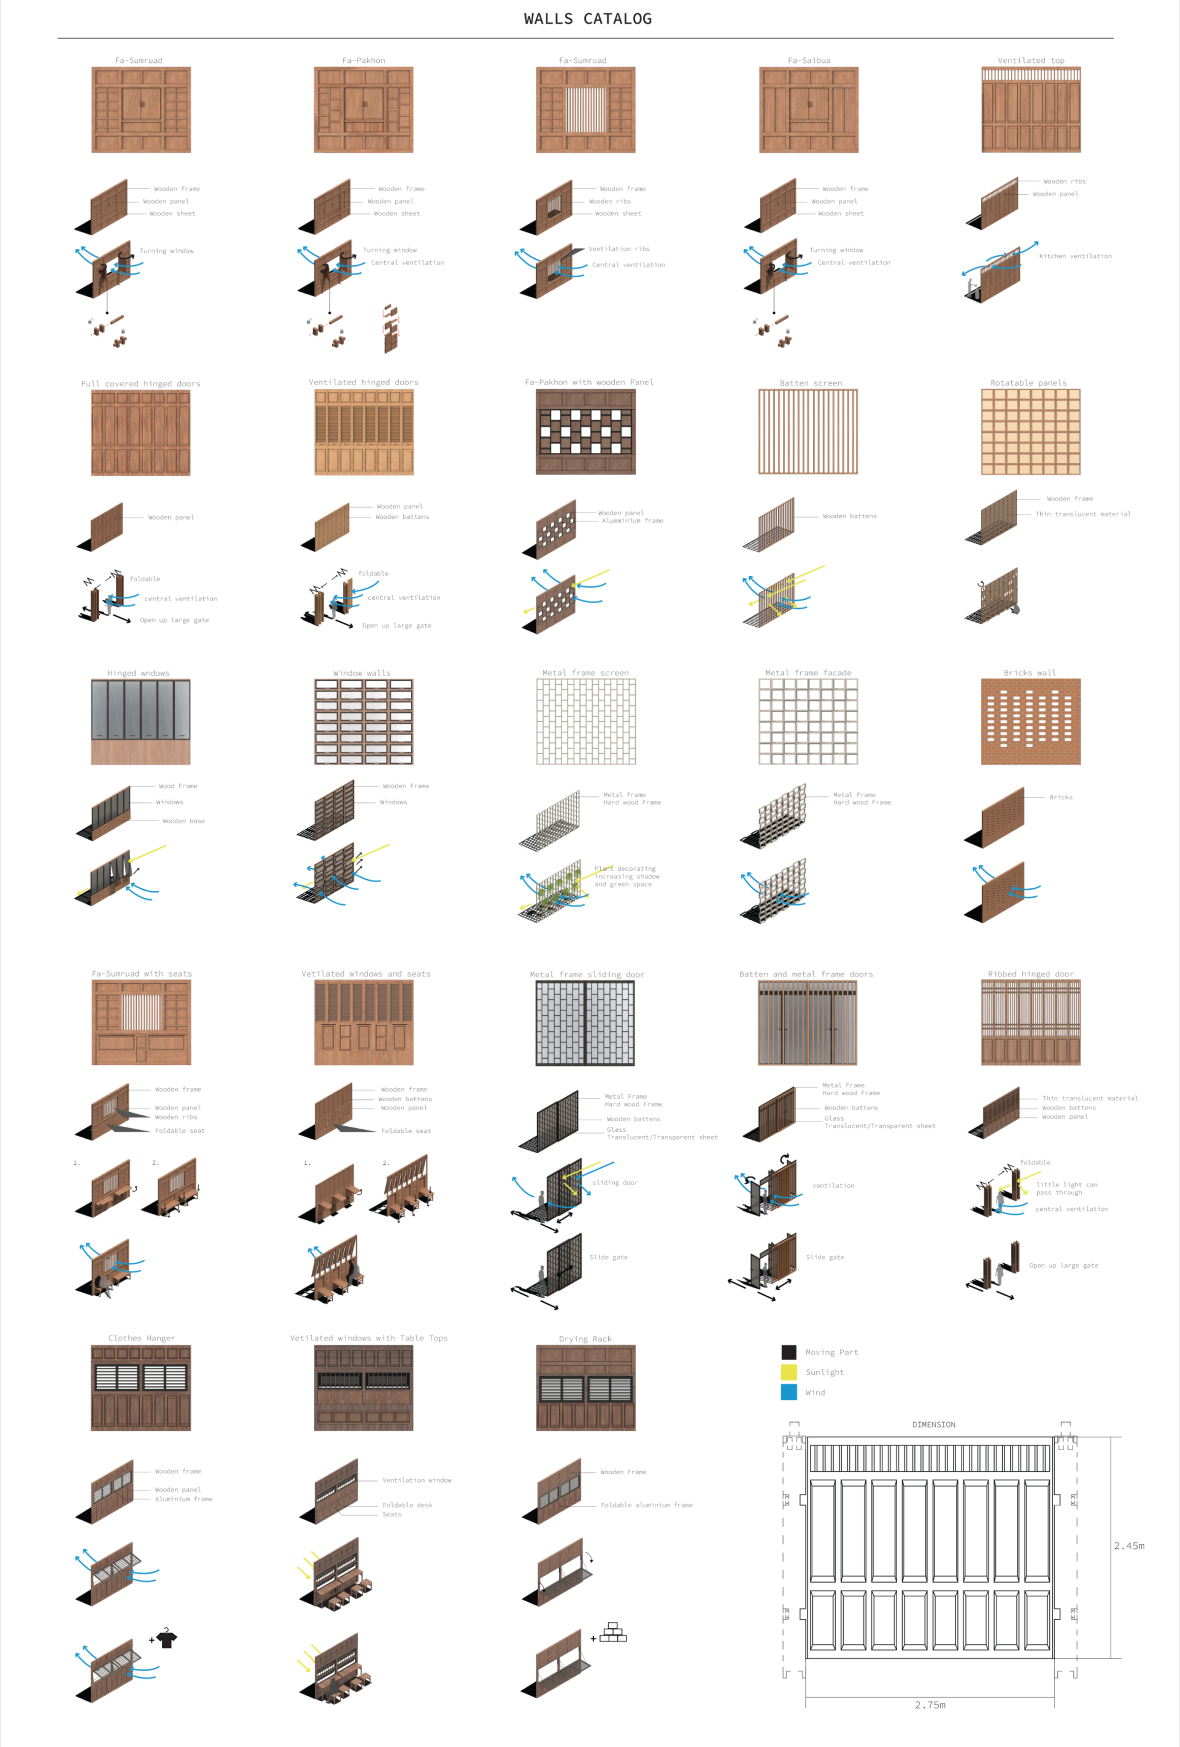 WALLS CATALOG
Fa-Sumruad
Fa-Pakhon
Fa-Sumruad
Fa-Saibua
Ventilated top
Wooden frame
Wooden panel
Wooden sheet
Wooden frame
Wooden panel
Wooden sheet
Wooden frame
Wooden ribs
Wooden sheet
Wooden frame
Wooden panel
Wooden sheet
Wooden ribs
Wooden panel
Turning window
Turning window
Central ventilation
Ventilation ribs
Central ventilation
Turning window
Central ventilation
Kitchen ventilation
Full covered hinged doors
Ventilated hinged doors
Fa-Pakhon with wooden Panel
Batten screen
Rotatable panels
Wooden panel
Wooden panel
Wooden battens
Wooden panel
Alumminium frame
Wooden battens
Wooden frame
Thin translucent material
foldable
central ventilation
Open up large gate
foldable
central ventilation
Open up large gate
Hinged wndows
Window walls
Metal frame screen
Metal frame facade
Bricks wall
Wood Frame
Windows
Wooden base
Wooden Frame
Windows
Metal Frame
Hard wood Frame
Metal Frame
Hard wood Frame
Bricks
Plant decorating
increasing shadow
and green space
Fa-Sumruad with seats
Vetilated windows and seats
Metal frame sliding door
Batten and metal frame doors
Ribbed hinged door
Wooden frame
Wooden panel
Wooden ribs
Foldable seat
Wooden frame
Wooden battens
Wooden panel
Foldable seat
Metal Frame
Hard wood Frame
Wooden battens
Glass
Translucent/Transparent sheet
Metal Frame
Hard wood Frame
Wooden battens
Glass
Translucent/Transparent sheet
Thin translucent material
Wooden battens
Wooden panel
1.
2.
1.
2.
sliding door
ventilation
foldable
little light can
pass through
central ventilation
Slide gate
Slide gate
Open up large gate
Clothes Hanger
Vetilated windows with Table Tops
Drying Rack
Moving Part
Sunlight
Wind
Wooden frame
Wooden panel
Aluminium frame
Ventilation window
Foldable desk
Seats
Wooden Frame
Foldable aluminium frame
+
+
DIMENSION
2.45m
2.75m